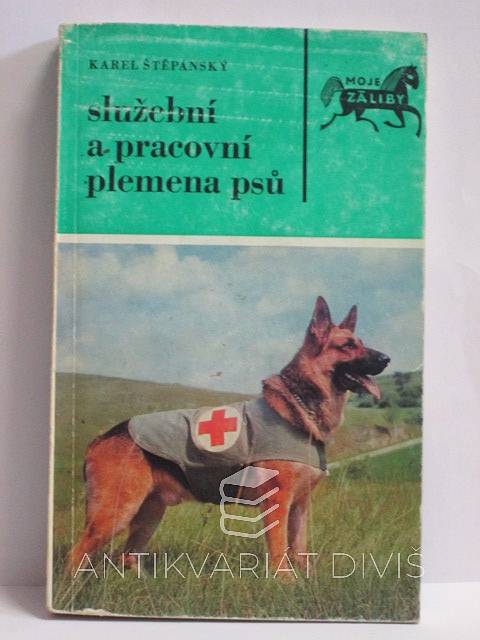 KAREL ŠTĚPÁNSKÝ
MOJE
ZÁLIBY
služební
a pracovní
plemena psů
ANTIKVARIÁT DIVIŠ